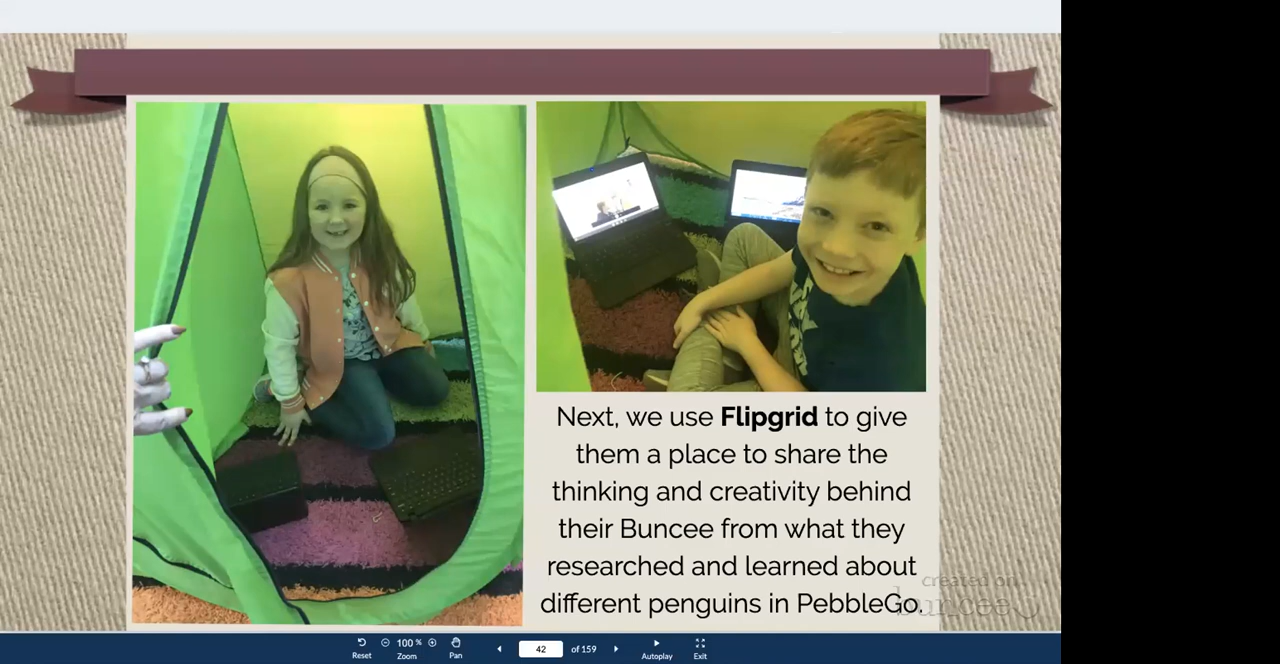 Next, we use Flipgrid to give
them a place to share the
thinking and creativity behind
their Buncee from what they
researched and learned about
different penguins in PebbleGo.
created on
buncee
Reset
100 %
Zoom
Pan
42
of 159
Autoplay
Exit